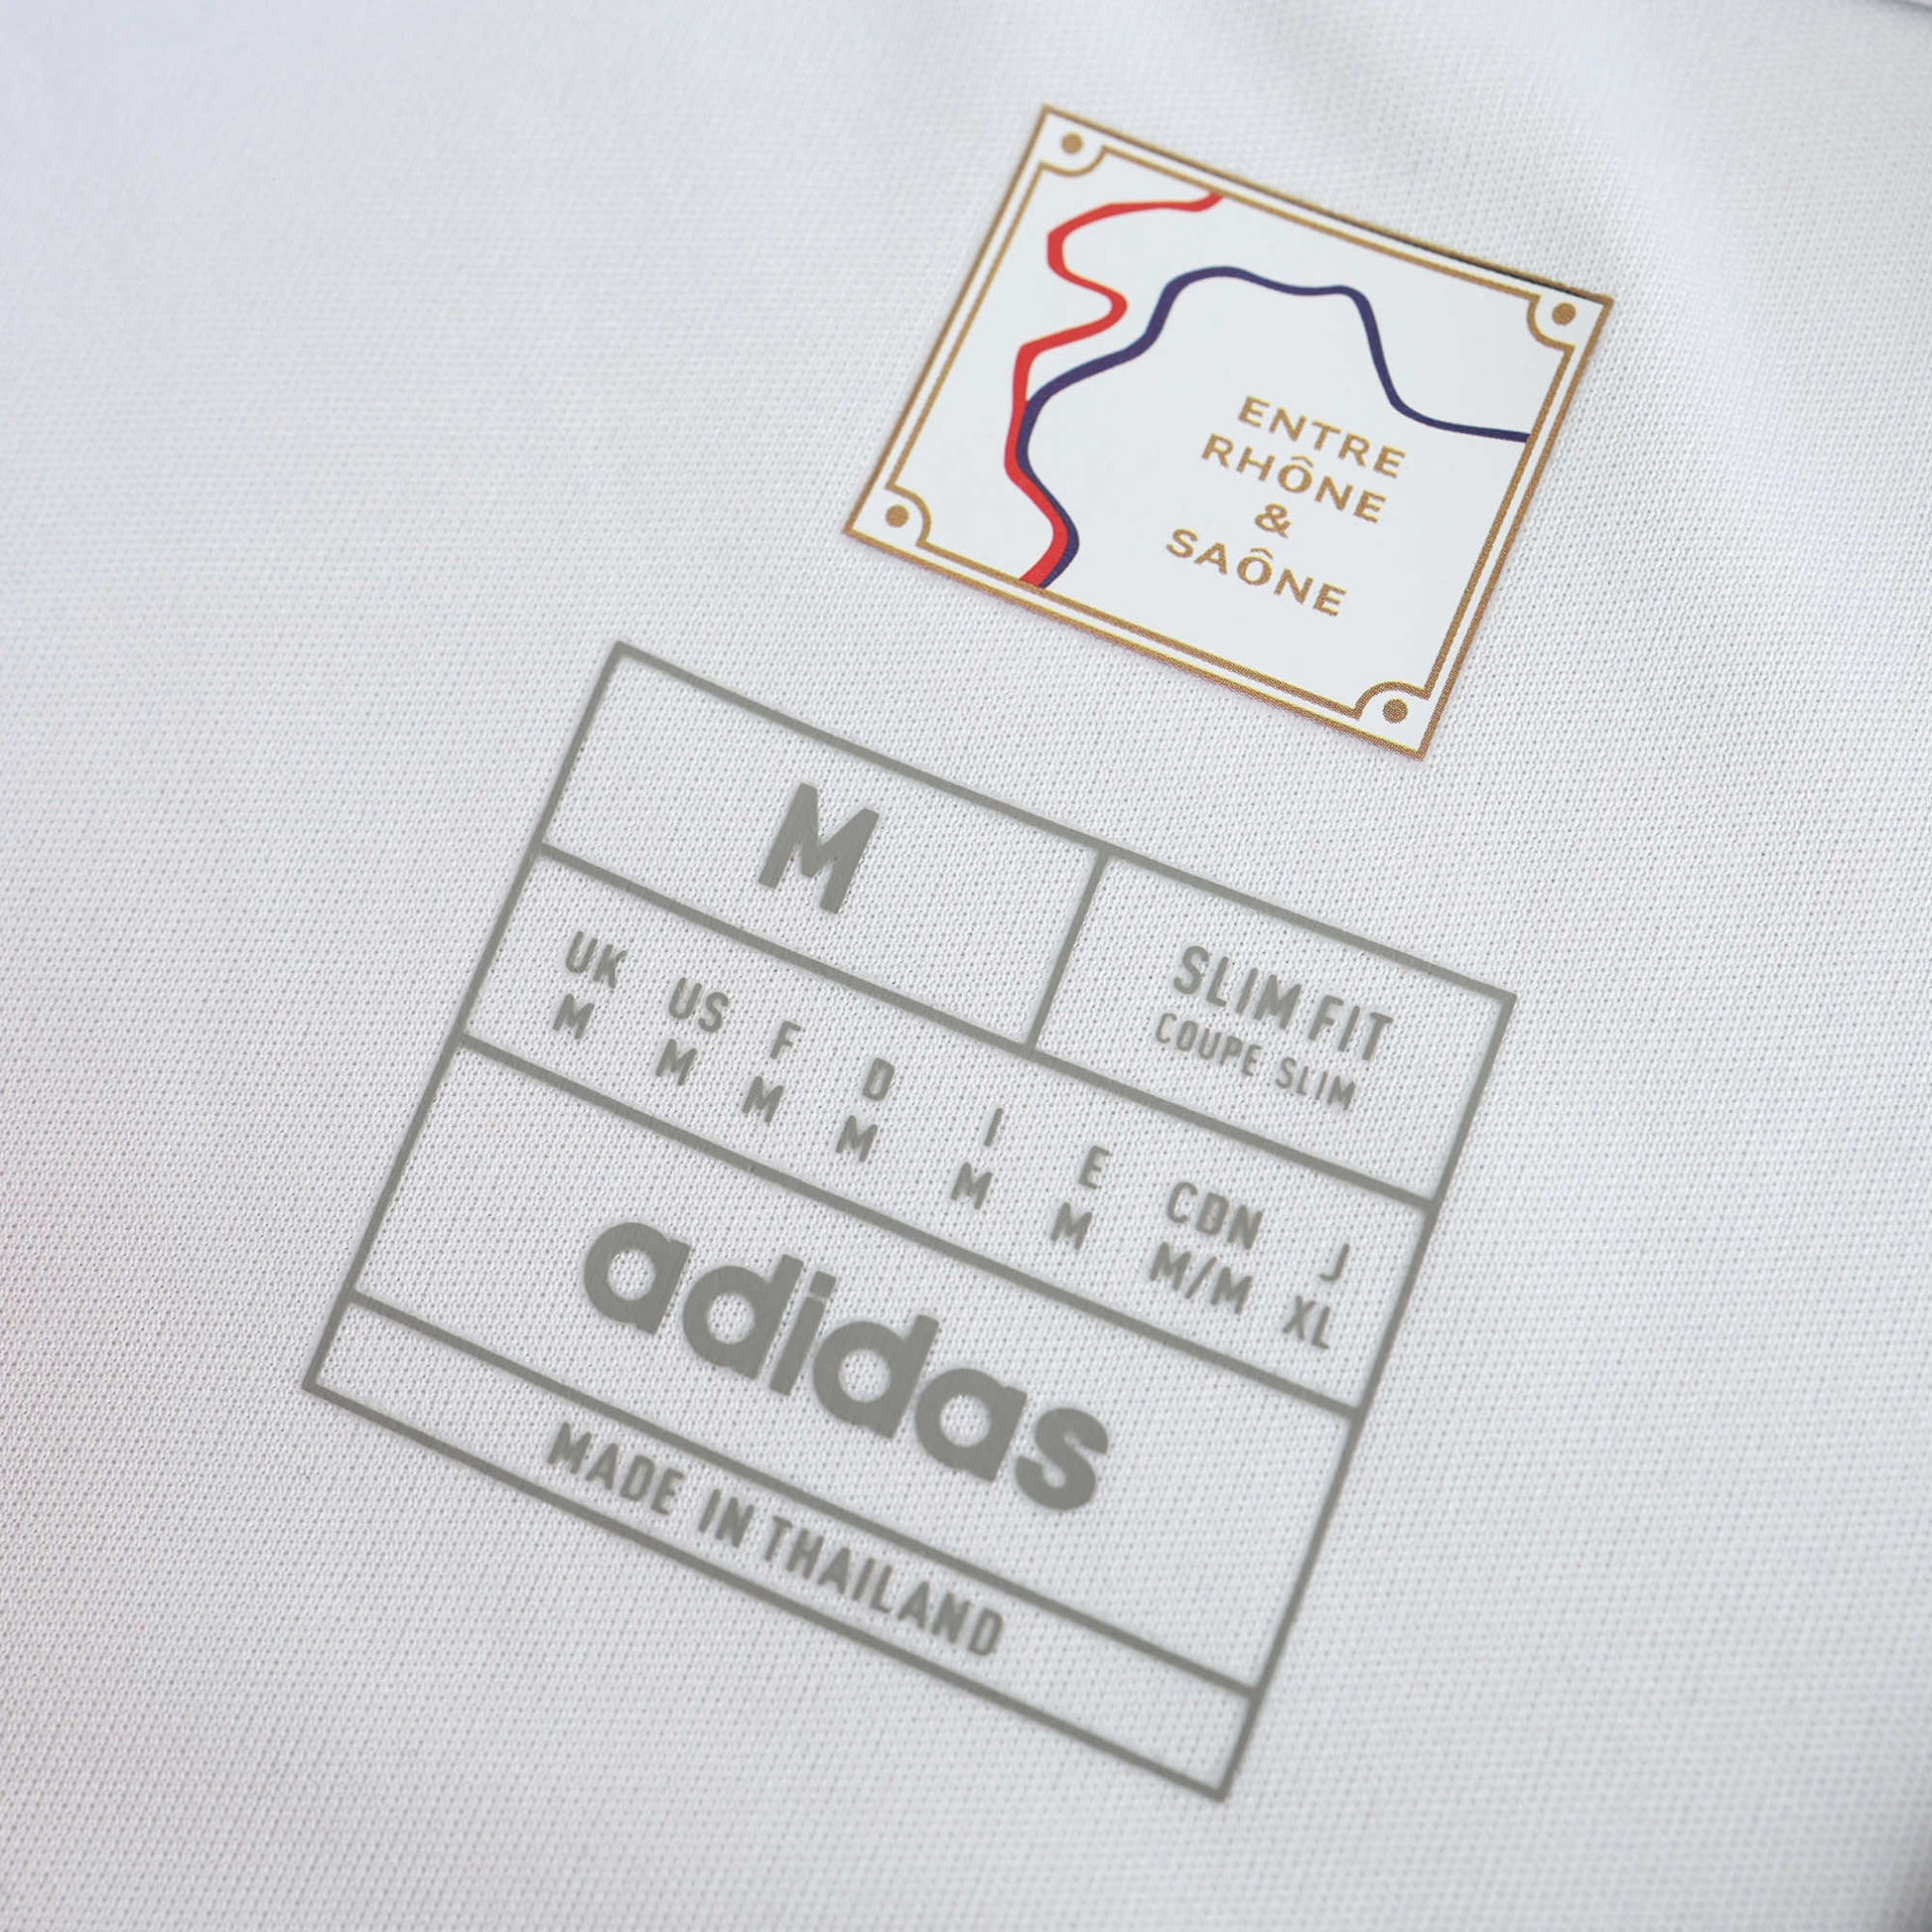 ENTRE
RHÔNE
&
SAÔNE
M
SLIM FIT
COUPE SLIM
UK US F D I E CDN J
M M M M M M M/M XL
adidas
MADE IN THAILAND